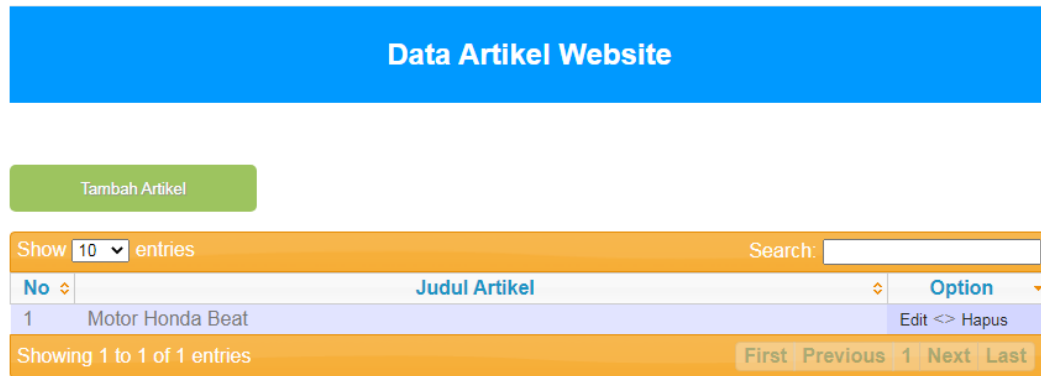 Data Artikel Website
Tambah Artikel
Show 10 entries Search:
No Judul Artikel Option
1 Motor Honda Beat Edit <> Hapus
Showing 1 to 1 of 1 entries First Previous 1 Next Last